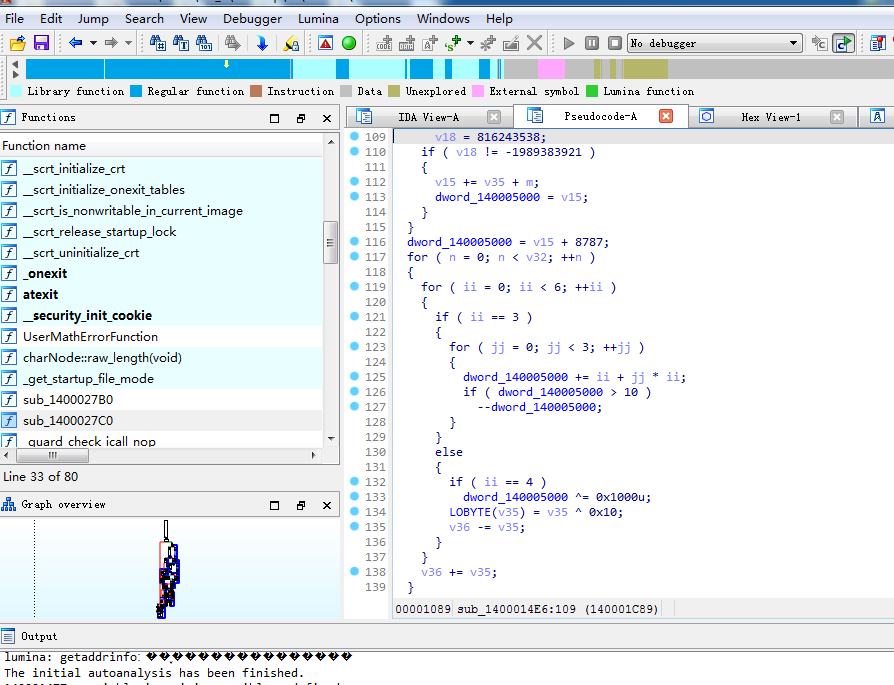 File Edit Jump Search View Debugger Lumina Options Windows Help
No debugger
Library function Regular function Instruction Data Unexplored External symbol Lumina function
Functions
IDA View-A Pseudocode-A Hex View-1
Function name
__scrt_initialize_crt
__scrt_initialize_onexit_tables
__scrt_is_nonwritable_in_current_image
__scrt_release_startup_lock
__scrt_uninitialize_crt
_onexit
atexit
__security_init_cookie
UserMathErrorFunction
charNode::raw_length(void)
_get_startup_file_mode
sub_1400027B0
sub_1400027C0
_guard_check_icall_nop
Line 33 of 80
Graph overview
109 v18 = 816243538;
110 if ( v18 != -1989383921 )
111 {
112 v15 += v35 + m;
113 dword_140005000 = v15;
114 }
115 }
116 dword_140005000 = v15 + 8787;
117 for ( n = 0; n < v32; ++n )
118 {
119 for ( ii = 0; ii < 6; ++ii )
120 {
121 if ( ii == 3 )
122 {
123 for ( jj = 0; jj < 3; ++jj )
124 {
125 dword_140005000 += ii + jj * ii;
126 if ( dword_140005000 > 10 )
127 --dword_140005000;
128 }
129 }
130 else
131 {
132 if ( ii == 4 )
133 dword_140005000 ^= 0x1000u;
134 LOBYTE(v35) = v35 ^ 0x10;
135 v36 -= v35;
136 }
137 }
138 v36 += v35;
139 }
00001089 sub_1400014E6:109 (140001C89)
Output
lumina: getaddrinfo: ����������������
The initial autoanalysis has been finished.